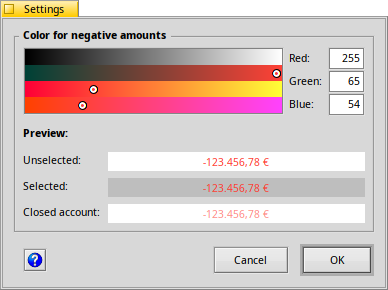 Settings
Color for negative amounts
Red: 255
Green: 65
Blue: 54
Preview:
Unselected: -123.456,78 €
Selected: -123.456,78 €
Closed account: -123.456,78 €
?
Cancel
OK